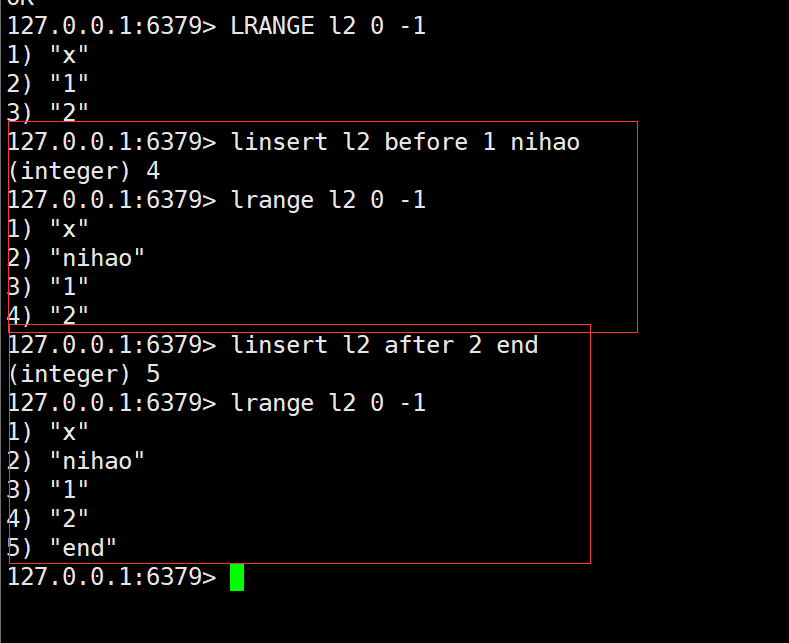 OK
127.0.0.1:6379> LRANGE l2 0 -1
1) "x"
2) "1"
3) "2"
127.0.0.1:6379> linsert l2 before 1 nihao
(integer) 4
127.0.0.1:6379> lrange l2 0 -1
1) "x"
2) "nihao"
3) "1"
4) "2"
127.0.0.1:6379> linsert l2 after 2 end
(integer) 5
127.0.0.1:6379> lrange l2 0 -1
1) "x"
2) "nihao"
3) "1"
4) "2"
5) "end"
127.0.0.1:6379>